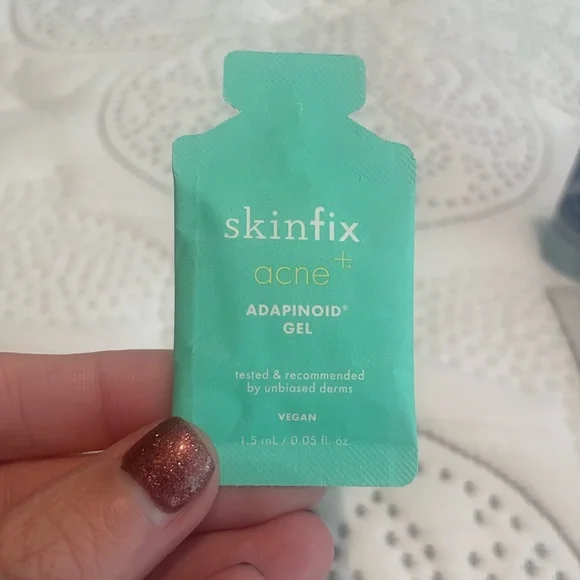 skinfix
acne+
ADAPINOID®
GEL
tested & recommended
by unbiased derms
VEGAN
1.5 mL / 0.05 fl. oz.